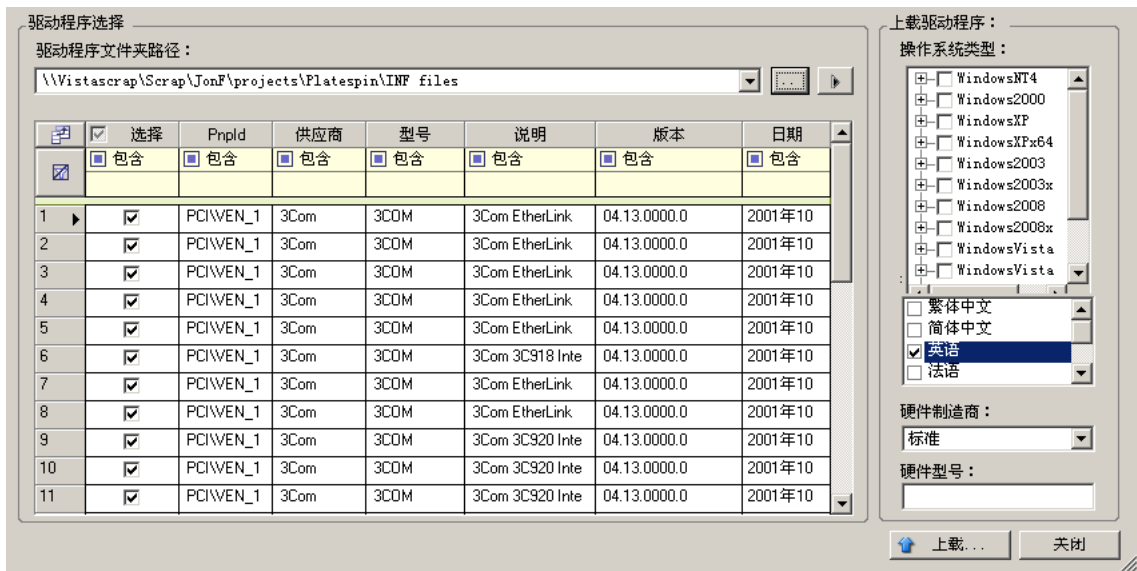 驱动程序选择
驱动程序文件夹路径：
\\Vistascrap\Scrap\JonF\projects\Platespin\INF files
..
选择 PnpId 供应商 型号 说明 版本 日期
包含 包含 包含 包含 包含 包含
1 PCI\VEN_1 3Com 3COM 3Com EtherLink 04.13.0000.0 2001年10
2 PCI\VEN_1 3Com 3COM 3Com EtherLink 04.13.0000.0 2001年10
3 PCI\VEN_1 3Com 3COM 3Com EtherLink 04.13.0000.0 2001年10
4 PCI\VEN_1 3Com 3COM 3Com EtherLink 04.13.0000.0 2001年10
5 PCI\VEN_1 3Com 3COM 3Com EtherLink 04.13.0000.0 2001年10
6 PCI\VEN_1 3Com 3COM 3Com 3C918 Inte 04.13.0000.0 2001年10
7 PCI\VEN_1 3Com 3COM 3Com EtherLink 04.13.0000.0 2001年10
8 PCI\VEN_1 3Com 3COM 3Com EtherLink 04.13.0000.0 2001年10
9 PCI\VEN_1 3Com 3COM 3Com 3C920 Inte 04.13.0000.0 2001年10
10 PCI\VEN_1 3Com 3COM 3Com 3C920 Inte 04.13.0000.0 2001年10
11 PCI\VEN_1 3Com 3COM 3Com 3C920 Inte 04.13.0000.0 2001年10
上载驱动程序：
操作系统类型：
WindowsNT4
Windows2000
WindowsXP
WindowsXPx64
Windows2003
Windows2003x
Windows2008
Windows2008x
WindowsVista
WindowsVista
:
繁体中文
简体中文
英语
法语
硬件制造商：
标准
硬件型号：
上载...
关闭